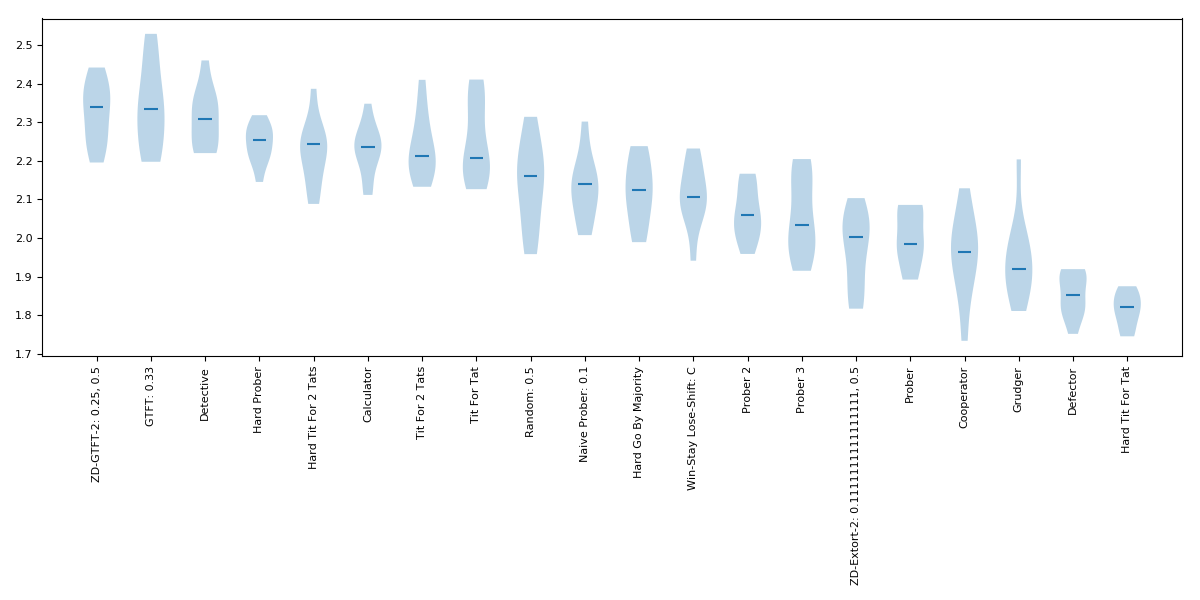 2.5
2.4
2.3
2.2
2.1
2.0
1.9
1.8
1.7
ZD-GTFT-2: 0.25, 0.5
GTFT: 0.33
Detective
Hard Prober
Hard Tit For 2 Tats
Calculator
Tit For 2 Tats
Tit For Tat
Random: 0.5
Naive Prober: 0.1
Hard Go By Majority
Win-Stay Lose-Shift: C
Prober 2
Prober 3
ZD-Extort-2: 0.1111111111111111, 0.5
Prober
Cooperator
Grudger
Defector
Hard Tit For Tat